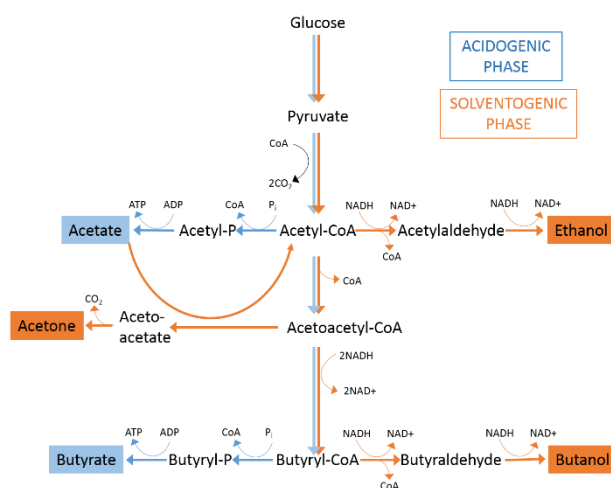 Glucose
ACIDOGENIC
PHASE
SOLVENTOGENIC
PHASE
Pyruvate
CoA
2CO2
ATP ADP CoA Pi NADH NAD+ NADH NAD+
Acetate Acetyl-P Acetyl-CoA Acetylaldehyde Ethanol
CoA
CoA
CO2
Acetone Aceto-
acetate
Acetoacetyl-CoA
2NADH
2NAD+
ATP ADP CoA Pi NADH NAD+ NADH NAD+
Butyrate Butyryl-P Butyryl-CoA Butyraldehyde Butanol
CoA